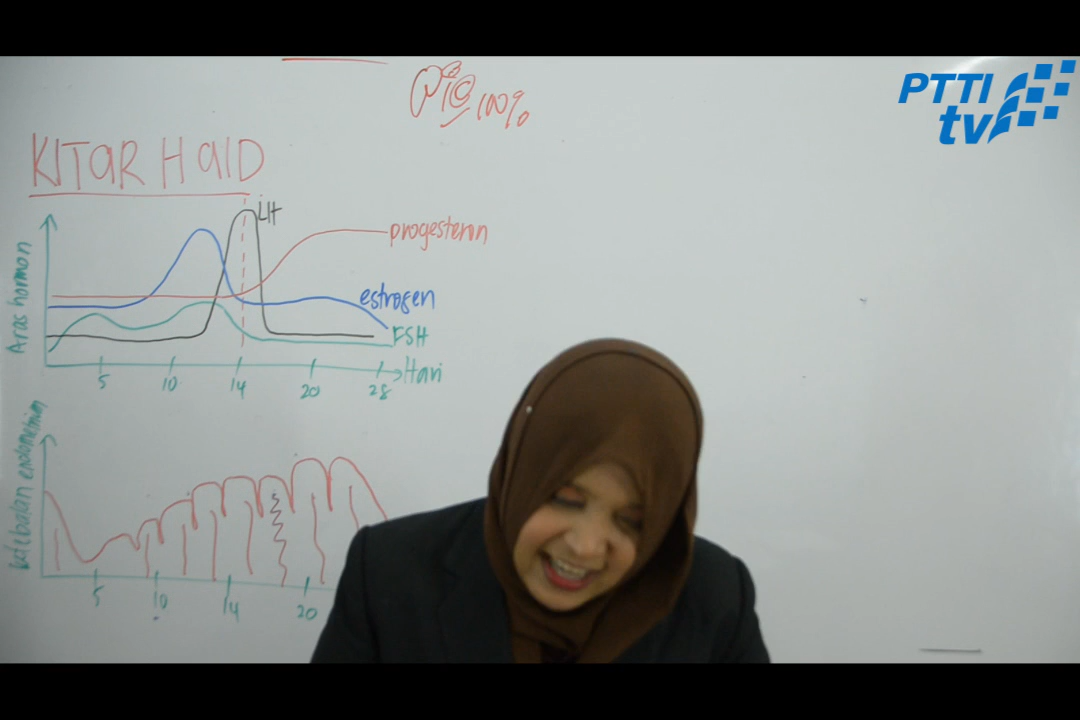 100%
PTTI
tv
KITAR HAID
LH
progesteron
estrogen
FSH
Aras hormon
5 10 14 20 28
Hari
Ketebalan endometrium
5 10 14 20